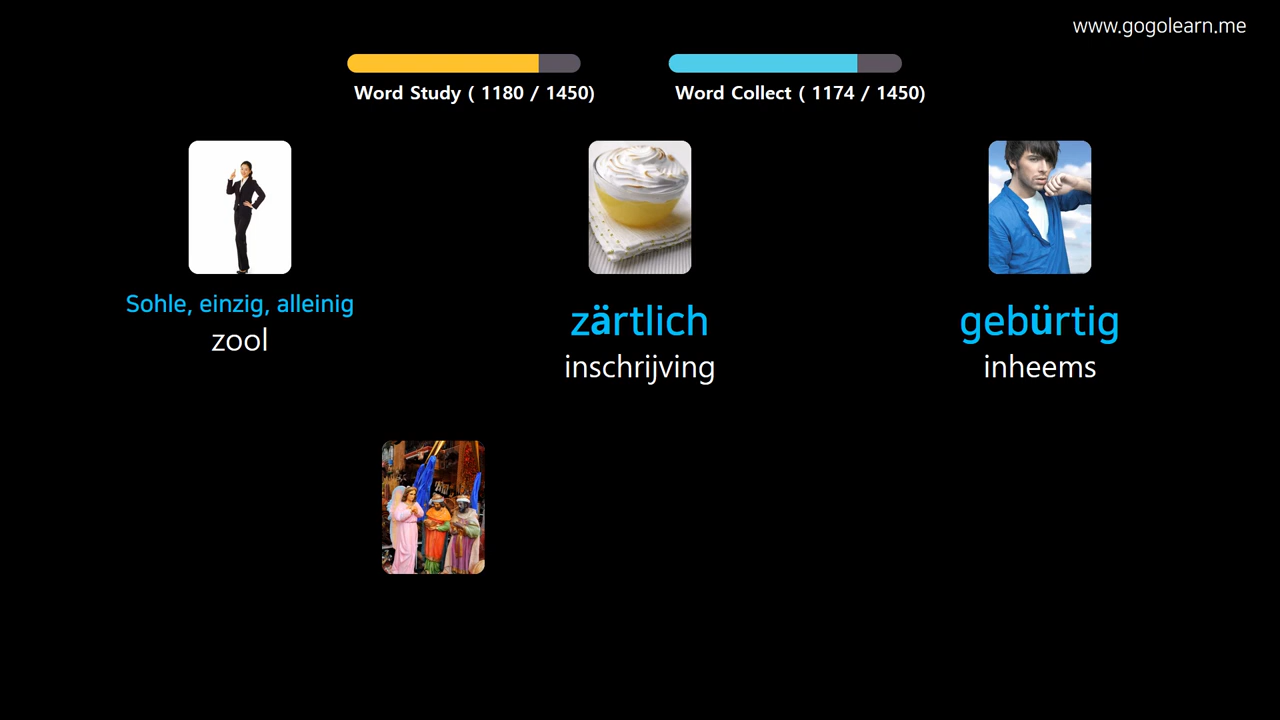 www.gogolearn.me
Word Study ( 1180 / 1450)
Word Collect ( 1174 / 1450)
Sohle, einzig, alleinig
zool
zärtlich
inschrijving
gebürtig
inheems